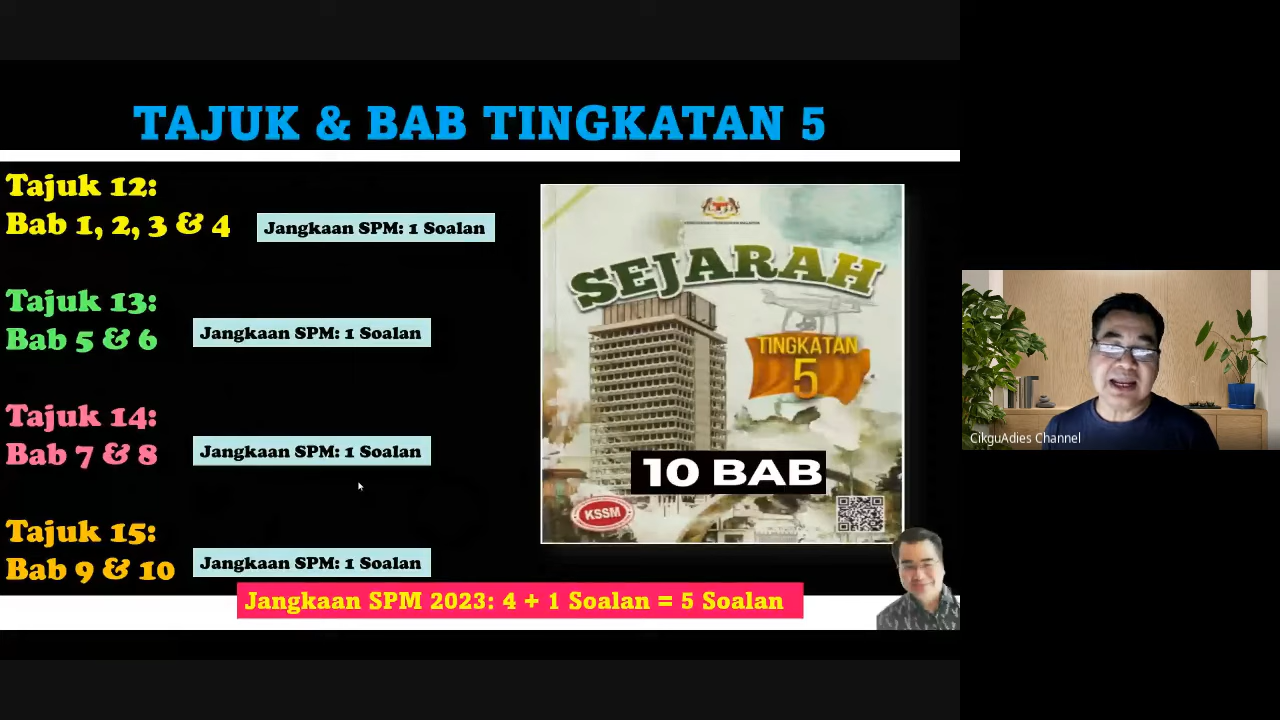 TAJUK & BAB TINGKATAN 5
Tajuk 12:
Bab 1, 2, 3 & 4
Jangkaan SPM: 1 Soalan
Tajuk 13:
Bab 5 & 6
Jangkaan SPM: 1 Soalan
Tajuk 14:
Bab 7 & 8
Jangkaan SPM: 1 Soalan
Tajuk 15:
Bab 9 & 10
Jangkaan SPM: 1 Soalan
Jangkaan SPM 2023: 4 + 1 Soalan = 5 Soalan
SEJARAH
TINGKATAN
5
10 BAB
KSSM
CikguAdies Channel